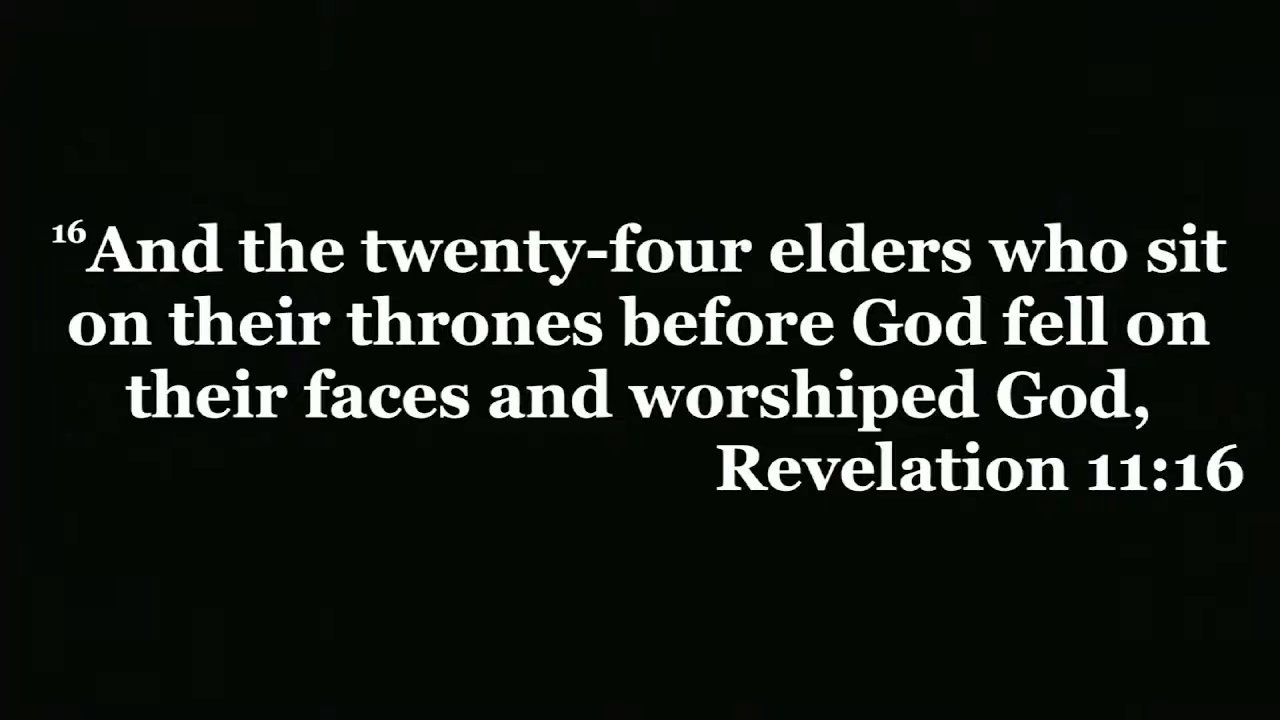 16And the twenty-four elders who sit
on their thrones before God fell on
their faces and worshiped God,
Revelation 11:16